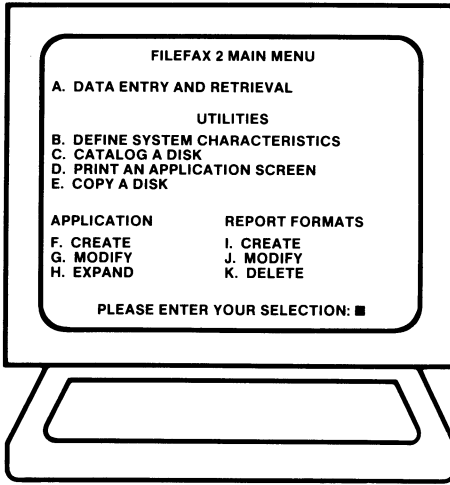 FILEFAX 2 MAIN MENU
A. DATA ENTRY AND RETRIEVAL
UTILITIES
B. DEFINE SYSTEM CHARACTERISTICS
C. CATALOG A DISK
D. PRINT AN APPLICATION SCREEN
E. COPY A DISK
APPLICATION REPORT FORMATS
F. CREATE I. CREATE
G. MODIFY J. MODIFY
H. EXPAND K. DELETE
PLEASE ENTER YOUR SELECTION: ■